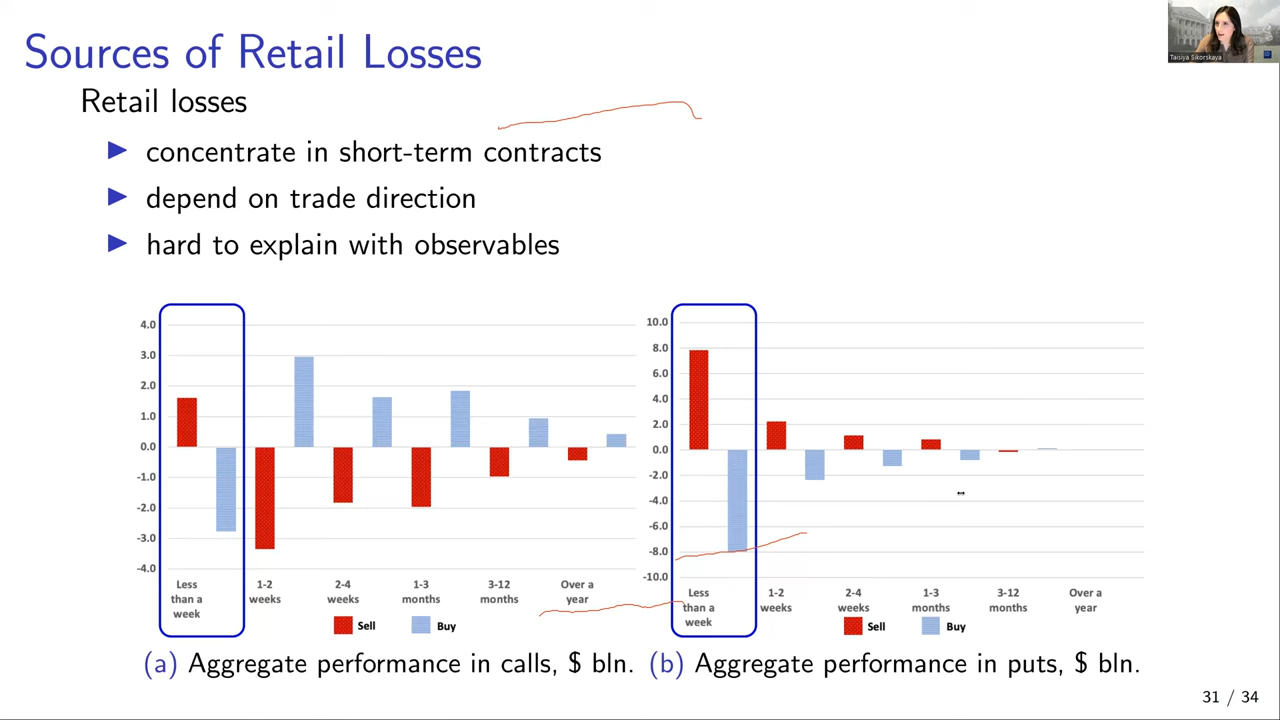 Sources of Retail Losses
Taisiya Sikorskaya
Retail losses
concentrate in short-term contracts
depend on trade direction
hard to explain with observables
4.0
3.0
2.0
1.0
0.0
-1.0
-2.0
-3.0
-4.0
Less than a week
1-2 weeks
2-4 weeks
1-3 months
3-12 months
Over a year
Sell
Buy
10.0
8.0
6.0
4.0
2.0
0.0
-2.0
-4.0
-6.0
-8.0
-10.0
Less than a week
1-2 weeks
2-4 weeks
1-3 months
3-12 months
Over a year
Sell
Buy
(a) Aggregate performance in calls, $ bln.
(b) Aggregate performance in puts, $ bln.
31 / 34